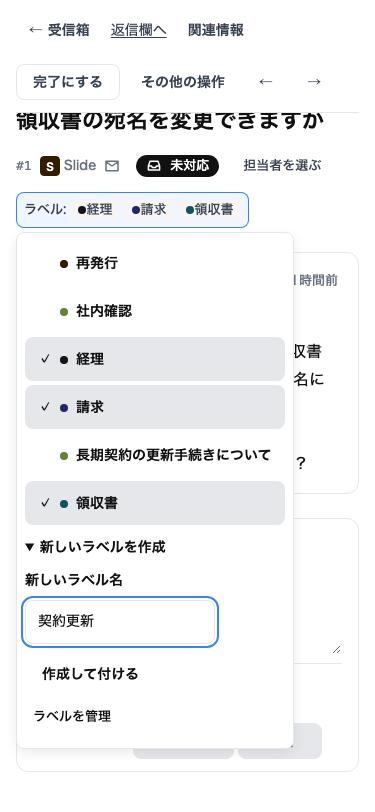 ← 受信箱 返信欄へ 関連情報
完了にする その他の操作 ← →
領収書の宛名を変更できますか
#1 S Slide 未対応 担当者を選ぶ
ラベル: 経理 請求 領収書
再発行
時間前
社内確認
✓ 経理
収書
✓ 請求
名に
長期契約の更新手続きについて
?
✓ 領収書
▼ 新しいラベルを作成
新しいラベル名
契約更新
作成して付ける
ラベルを管理